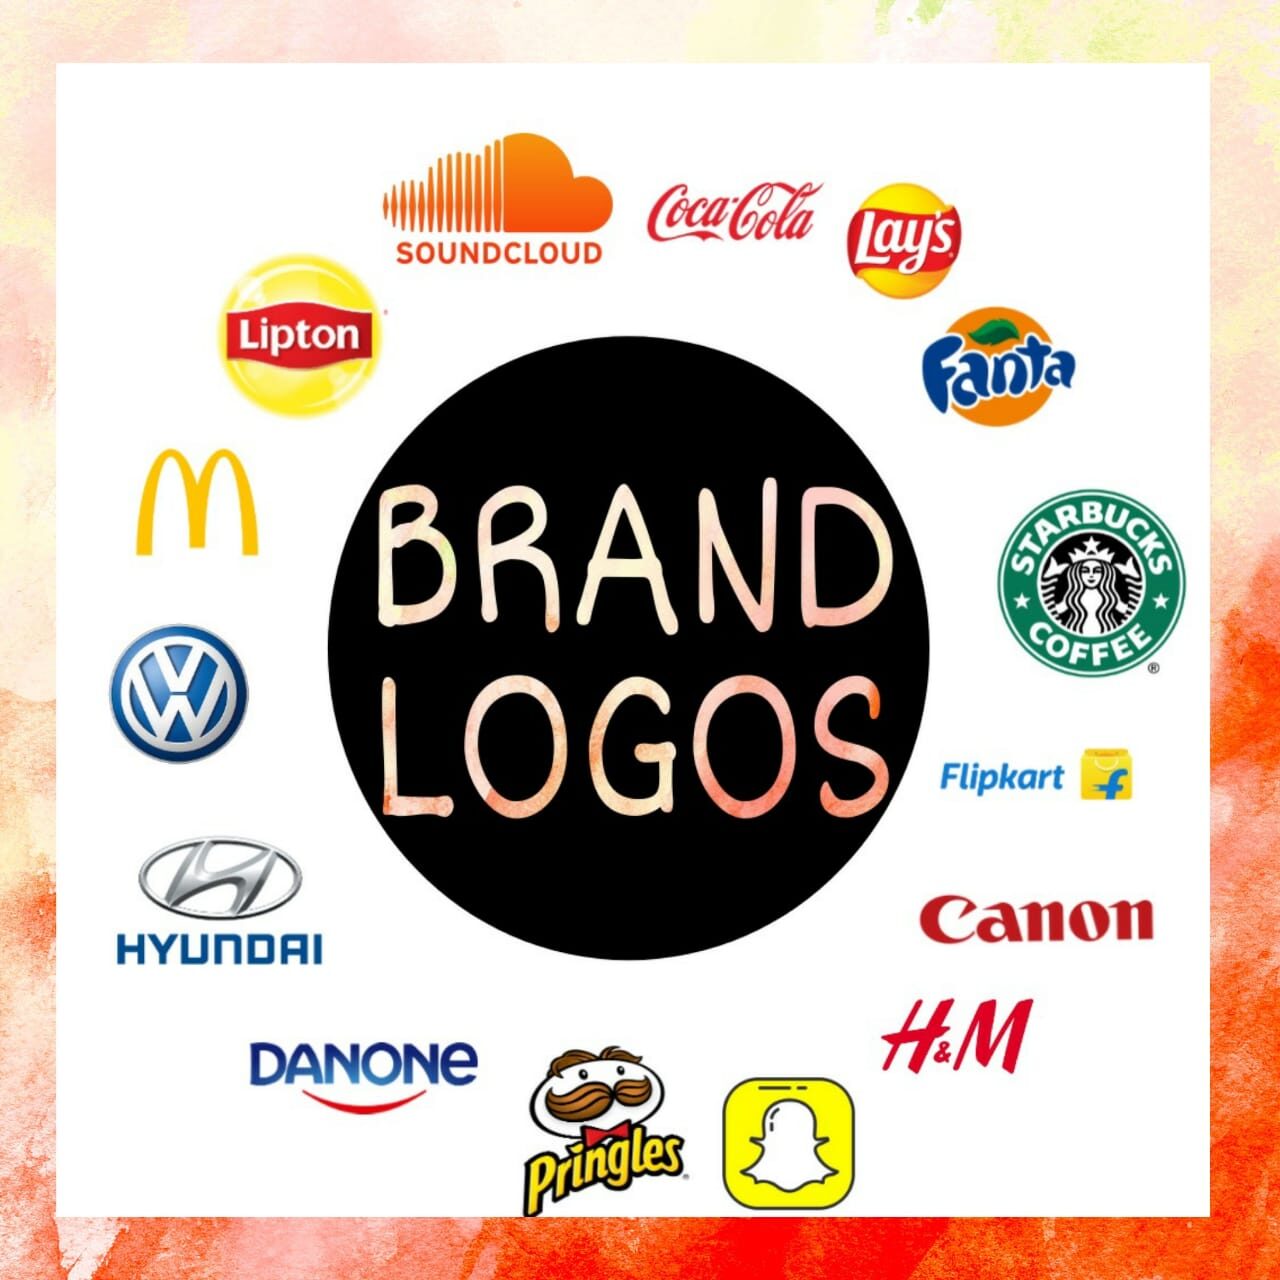 SOUNDCLOUD
Coca-Cola
Lay's
Lipton
Fanta
BRAND
LOGOS
STARBUCKS
COFFEE
®
Flipkart
f
Canon
HYUNDAI
H&M
DANONE
Pringles